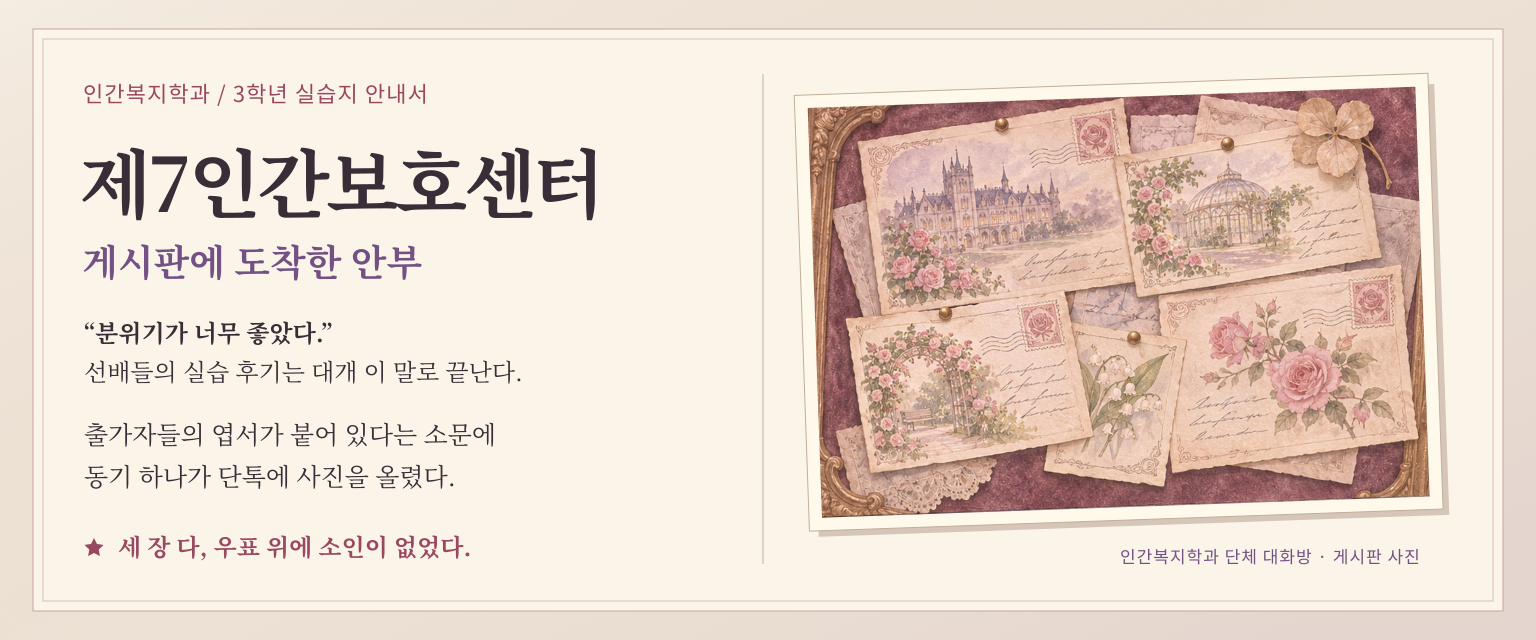 인간복지학과 / 3학년 실습지 안내서
제7인간보호센터
게시판에 도착한 안부
“분위기가 너무 좋았다.”
선배들의 실습 후기는 대개 이 말로 끝난다.
출가자들의 엽서가 붙어 있다는 소문에
동기 하나가 단톡에 사진을 올렸다.
★ 세 장 다, 우표 위에 소인이 없었다.
인간복지학과 단체 대화방 · 게시판 사진